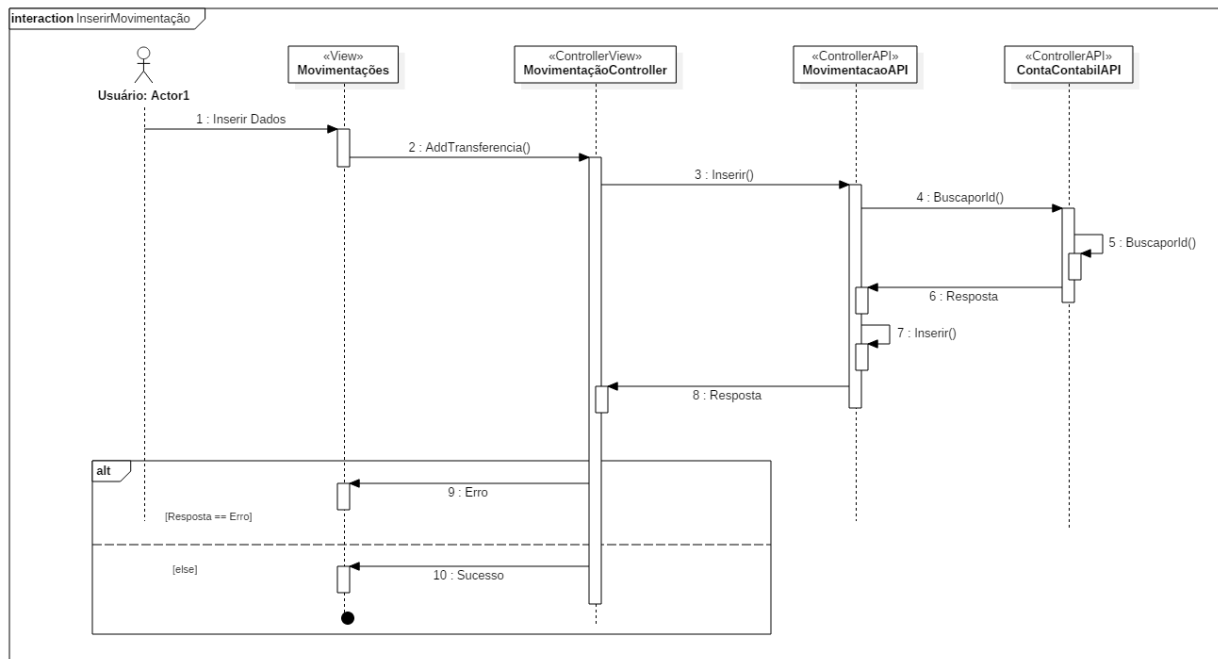 interaction InserirMovimentação
«View»
Movimentações
«ControllerView»
MovimentaçãoController
«ControllerAPI»
MovimentacaoAPI
«ControllerAPI»
ContaContabilAPI
Usuário: Actor1
1 : Inserir Dados
2 : AddTransferencia()
3 : Inserir()
4 : BuscaporId()
5 : BuscaporId()
6 : Resposta
7 : Inserir()
8 : Resposta
alt
9 : Erro
[Resposta == Erro]
[else]
10 : Sucesso